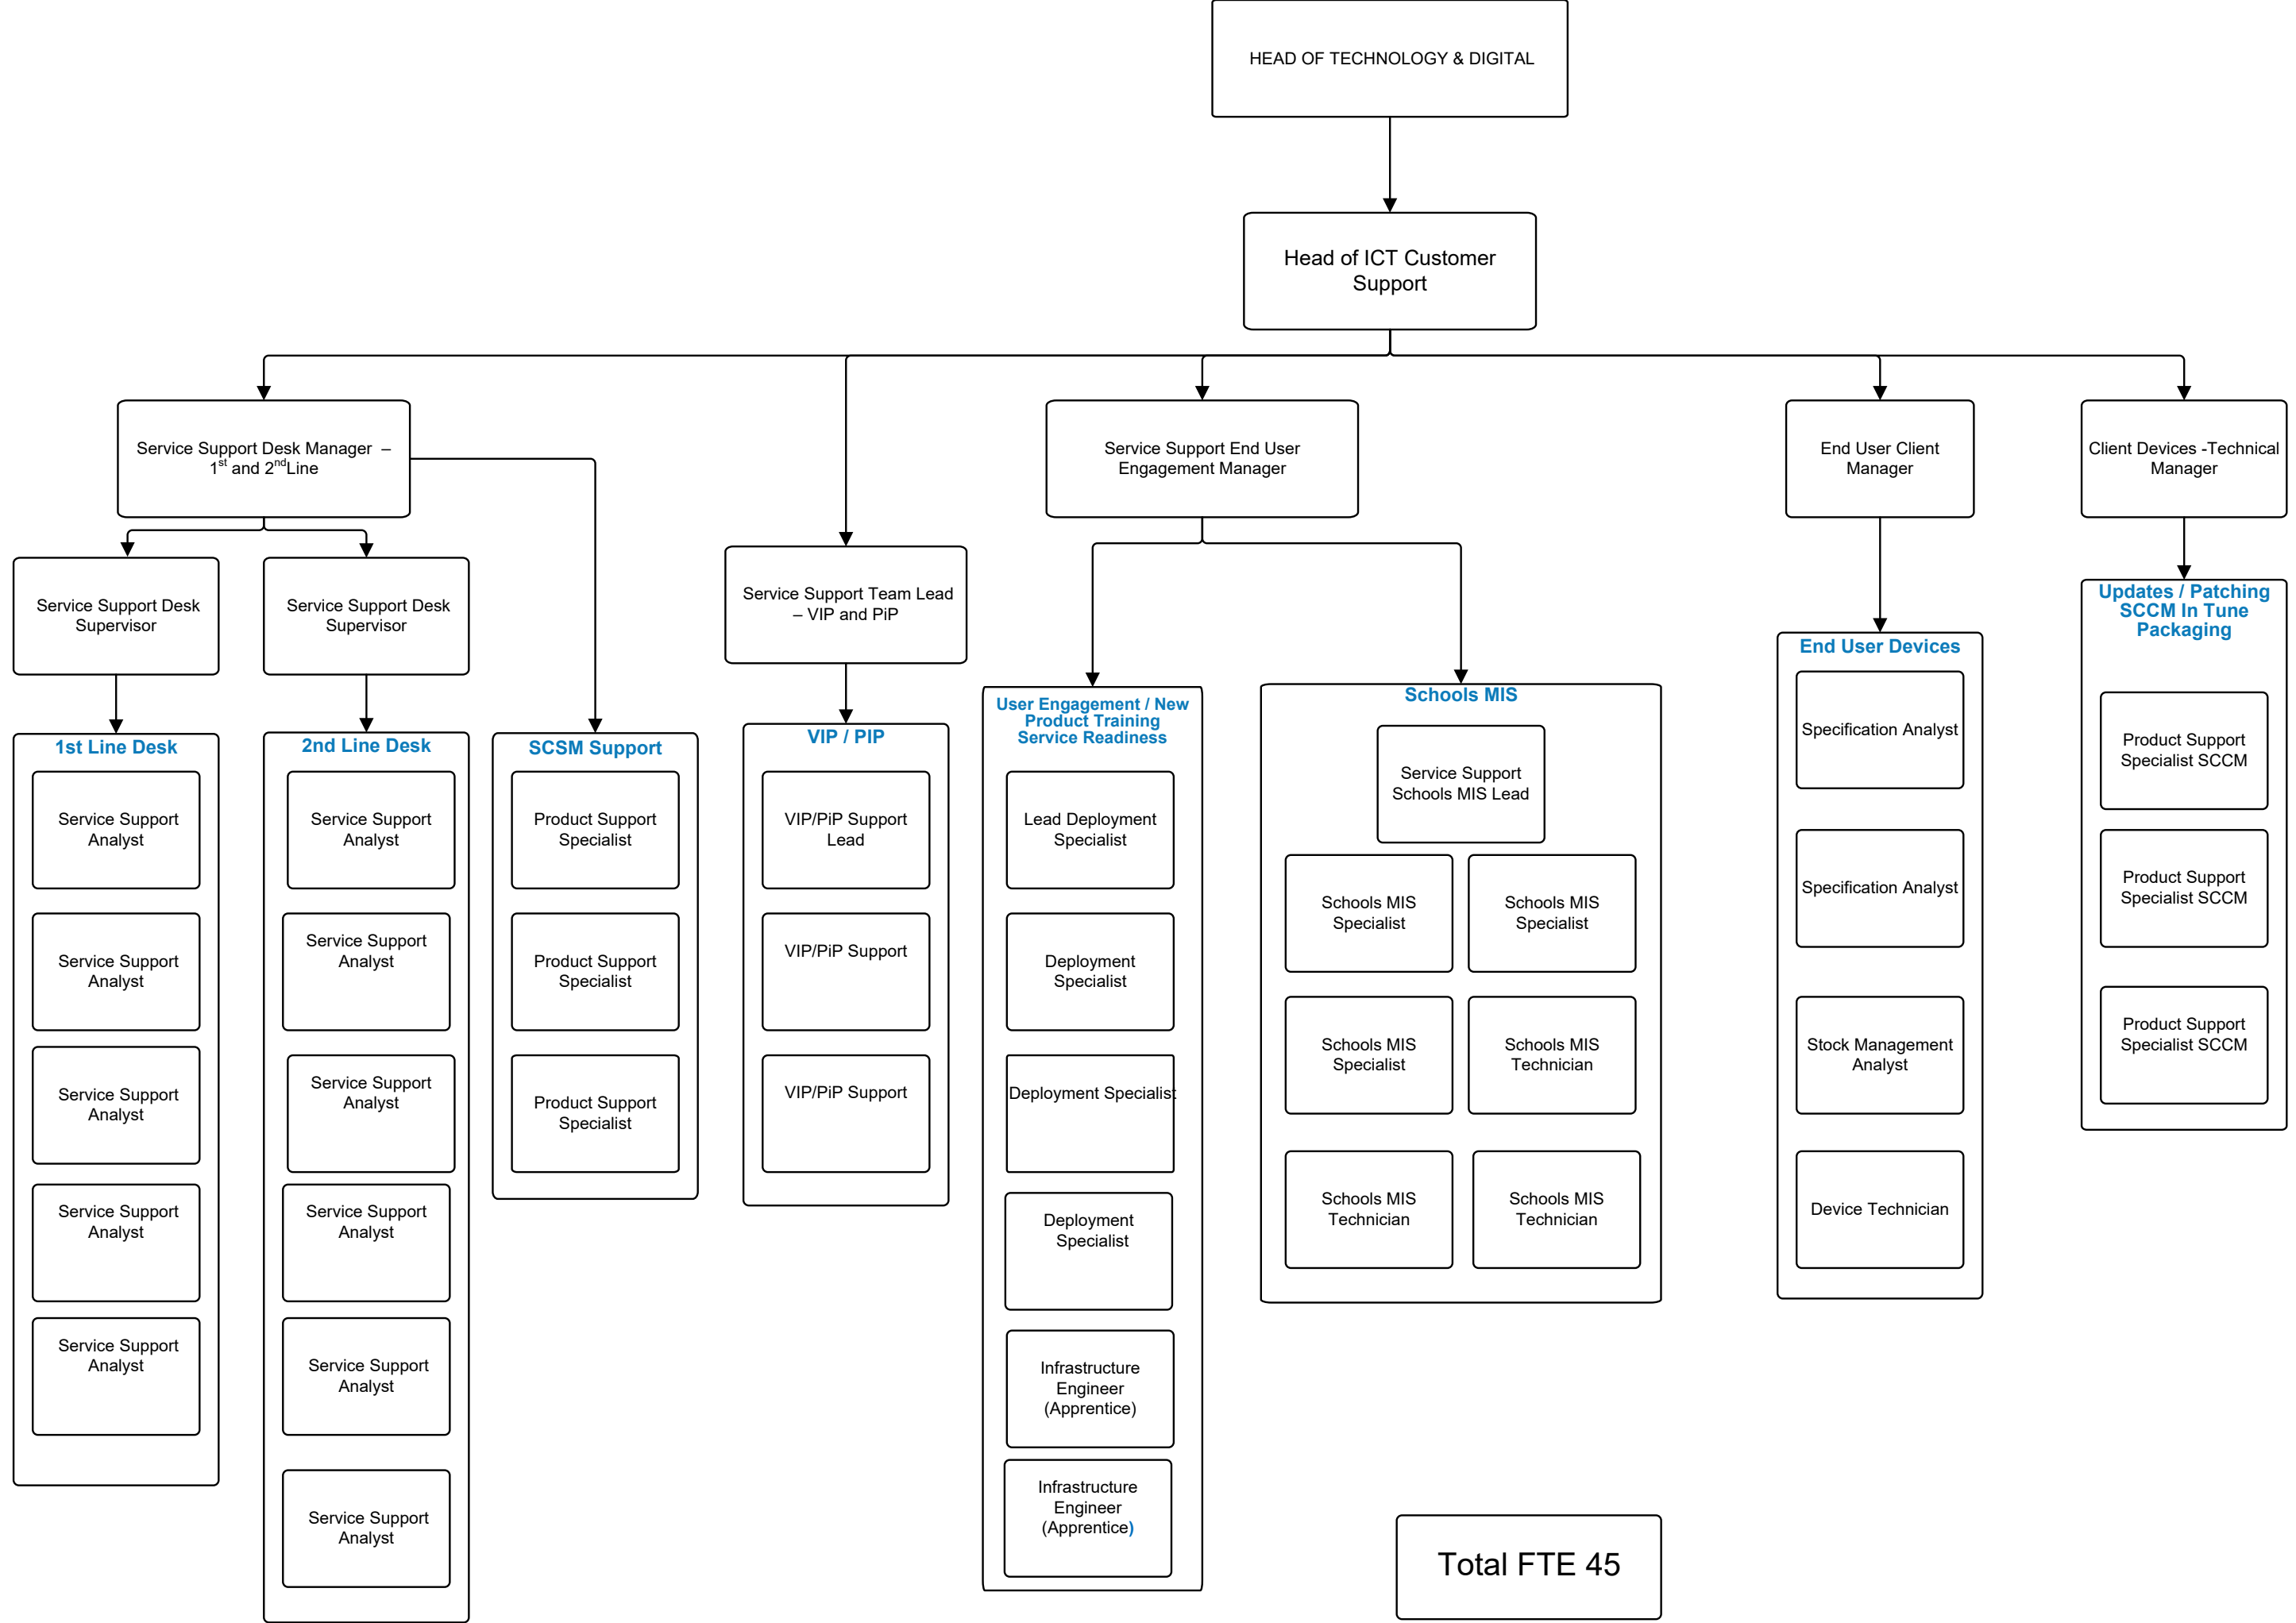 HEAD OF TECHNOLOGY & DIGITAL
Head of ICT Customer
Support
Service Support Desk Manager –
1st and 2ndLine
Service Support End User
Engagement Manager
End User Client
Manager
Client Devices -Technical
Manager
Service Support Desk
Supervisor
Service Support Desk
Supervisor
Service Support Team Lead
– VIP and PiP
1st Line Desk
Service Support
Analyst
Service Support
Analyst
Service Support
Analyst
Service Support
Analyst
Service Support
Analyst
2nd Line Desk
Service Support
Analyst
Service Support
Analyst
Service Support
Analyst
Service Support
Analyst
Service Support
Analyst
Service Support
Analyst
SCSM Support
Product Support
Specialist
Product Support
Specialist
Product Support
Specialist
VIP / PIP
VIP/PiP Support
Lead
VIP/PiP Support
VIP/PiP Support
User Engagement / New
Product Training
Service Readiness
Lead Deployment
Specialist
Deployment
Specialist
Deployment Specialist
Deployment
Specialist
Infrastructure
Engineer
(Apprentice)
Infrastructure
Engineer
(Apprentice)
Schools MIS
Service Support
Schools MIS Lead
Schools MIS
Specialist
Schools MIS
Specialist
Schools MIS
Specialist
Schools MIS
Technician
Schools MIS
Technician
Schools MIS
Technician
End User Devices
Specification Analyst
Specification Analyst
Stock Management
Analyst
Device Technician
Updates / Patching
SCCM In Tune
Packaging
Product Support
Specialist SCCM
Product Support
Specialist SCCM
Product Support
Specialist SCCM
Total FTE 45